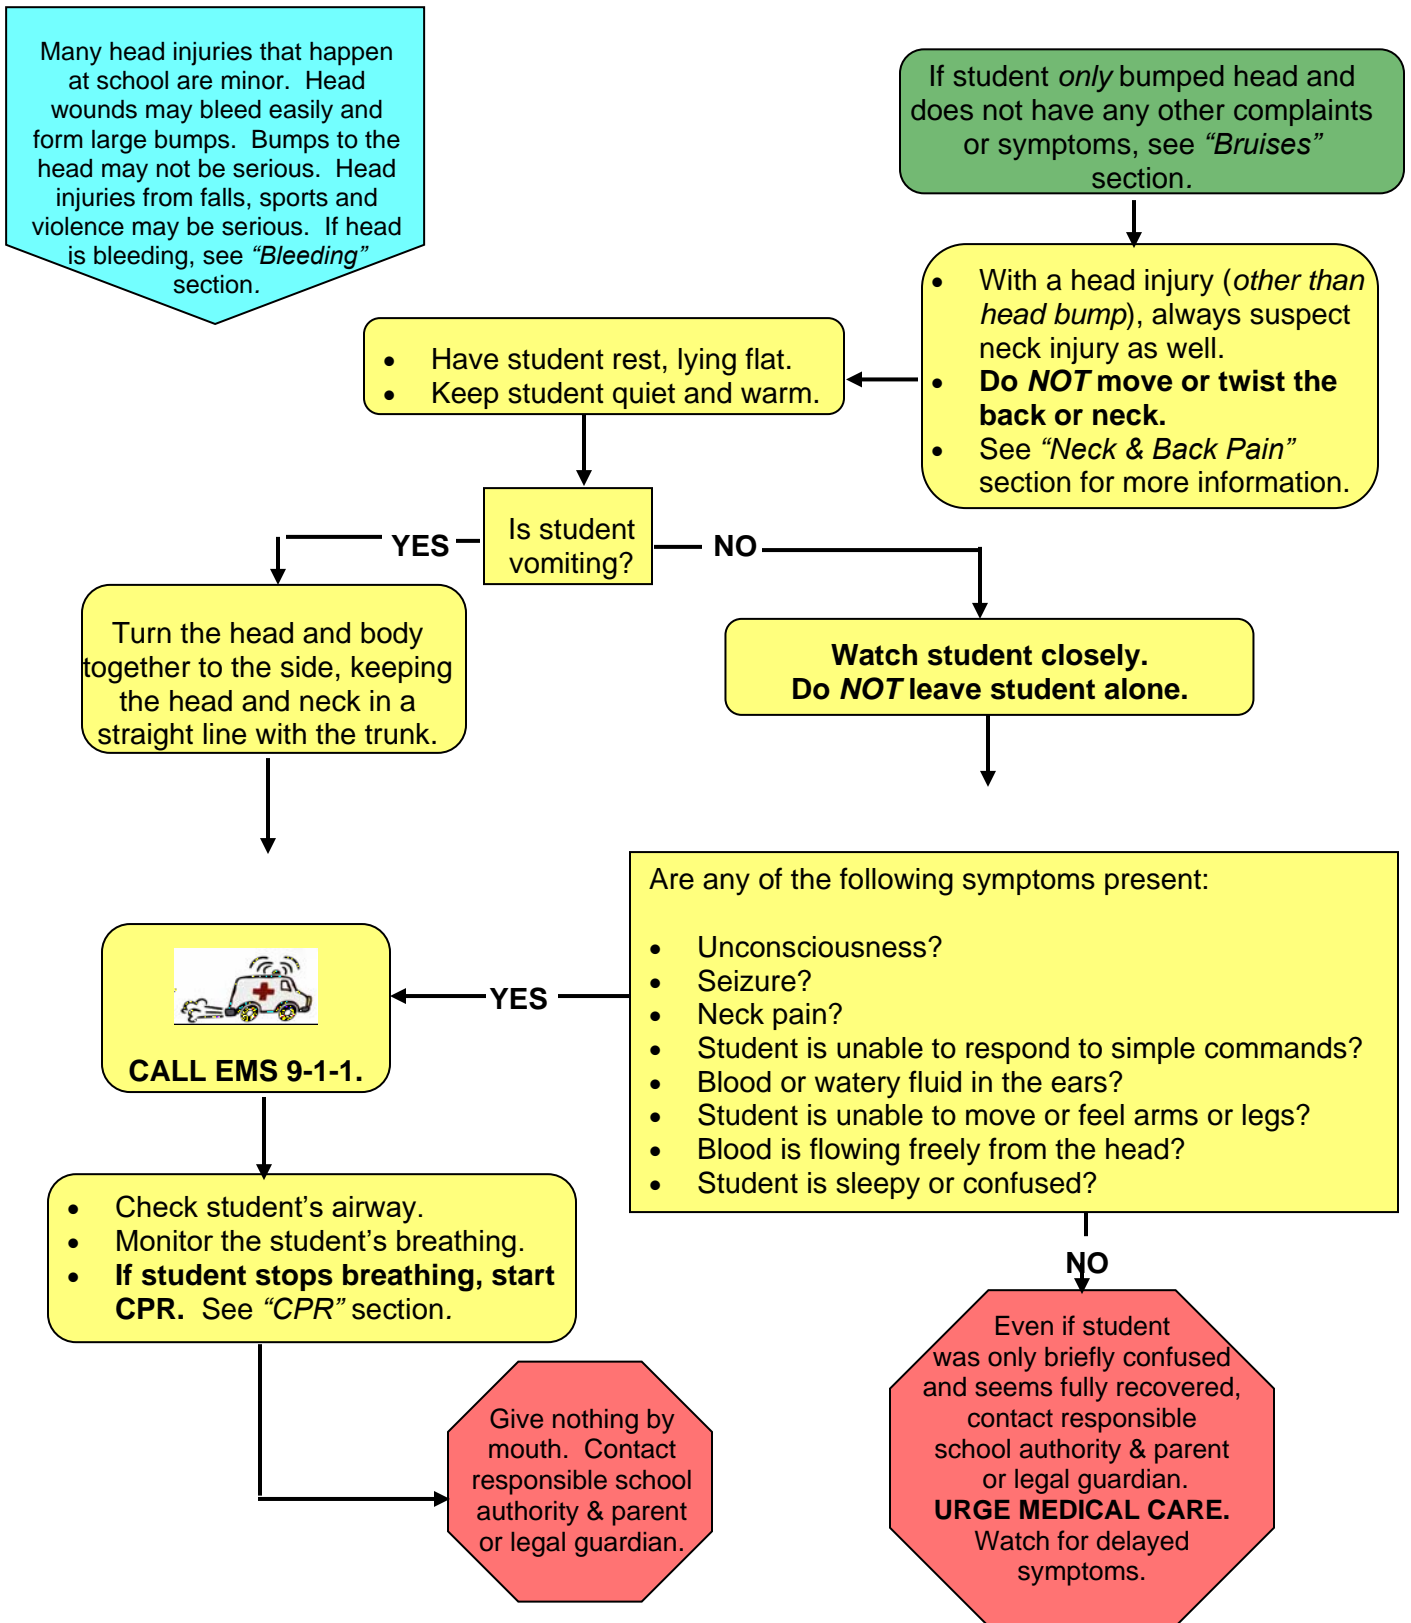 Many head injuries that happen
at school are minor.  Head
wounds may bleed easily and
form large bumps.  Bumps to the
head may not be serious.  Head
injuries from falls, sports and
violence may be serious.  If head
is bleeding, see “Bleeding”
section.
If student only bumped head and
does not have any other complaints
or symptoms, see “Bruises”
section.
• With a head injury (other than
head bump), always suspect
neck injury as well.
• Do NOT move or twist the
back or neck.
• See “Neck & Back Pain”
section for more information.
• Have student rest, lying flat.
• Keep student quiet and warm.
Is student
vomiting?
YES
NO
Turn the head and body
together to the side, keeping
the head and neck in a
straight line with the trunk.
Watch student closely.
Do NOT leave student alone.
Are any of the following symptoms present:
• Unconsciousness?
• Seizure?
• Neck pain?
• Student is unable to respond to simple commands?
• Blood or watery fluid in the ears?
• Student is unable to move or feel arms or legs?
• Blood is flowing freely from the head?
• Student is sleepy or confused?
YES
CALL EMS 9-1-1.
• Check student’s airway.
• Monitor the student’s breathing.
• If student stops breathing, start
CPR.  See “CPR” section.
NO
Give nothing by
mouth.  Contact
responsible school
authority & parent
or legal guardian.
Even if student
was only briefly confused
and seems fully recovered,
contact responsible
school authority & parent
or legal guardian.
URGE MEDICAL CARE.
Watch for delayed
symptoms.